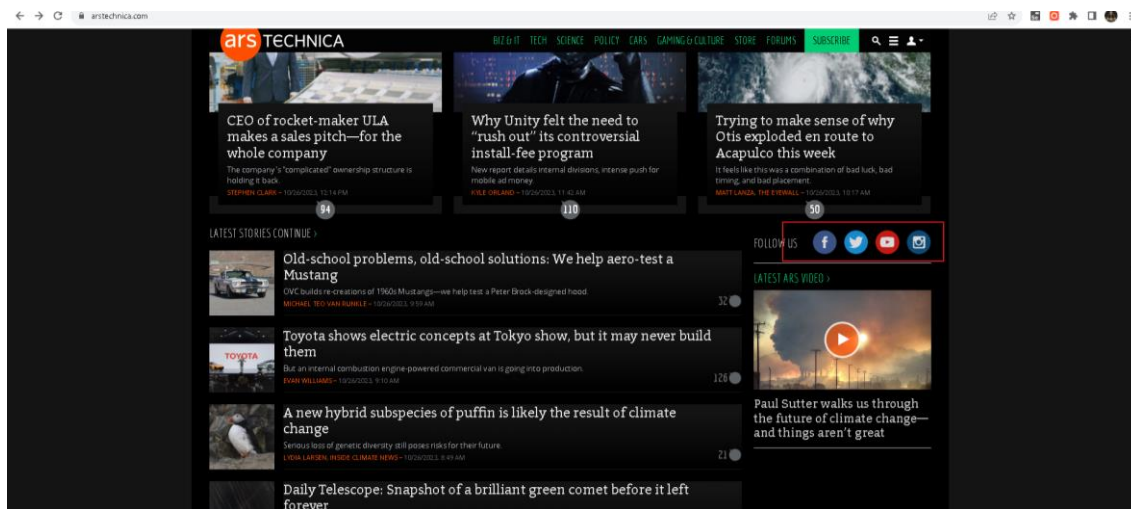 arstechnica.com
ars TECHNICA
BIZ & IT TECH SCIENCE POLICY CARS GAMING & CULTURE STORE FORUMS SUBSCRIBE
CEO of rocket-maker ULA
makes a sales pitch—for the
whole company
The company's "complicated" ownership structure is
holding it back.
STEPHEN CLARK – 10/26/2023, 12:14 PM
94
Why Unity felt the need to
“rush out” its controversial
install-fee program
New report details internal divisions, intense push for
mobile ad money.
KYLE ORLAND – 10/26/2023, 11:42 AM
110
Trying to make sense of why
Otis exploded en route to
Acapulco this week
It feels like this was a combination of bad luck, bad
timing, and bad placement.
MATT LANZA, THE EYEWALL – 10/26/2023, 10:17 AM
50
LATEST STORIES CONTINUE ›
Old-school problems, old-school solutions: We help aero-test a
Mustang
OVC builds re-creations of 1960s Mustangs—we help test a Peter Brock-designed hood.
MICHAEL TEO VAN RUNKLE – 10/26/2023, 9:59 AM
32
TOYOTA
Toyota shows electric concepts at Tokyo show, but it may never build
them
But an internal combustion engine-powered commercial van is going into production.
EVAN WILLIAMS – 10/26/2023, 9:10 AM
126
A new hybrid subspecies of puffin is likely the result of climate
change
Serious loss of genetic diversity still poses risks for their future.
LYDIA LARSEN, INSIDE CLIMATE NEWS – 10/26/2023, 8:49 AM
21
Daily Telescope: Snapshot of a brilliant green comet before it left
forever
FOLLOW US
LATEST ARS VIDEO ›
Paul Sutter walks us through
the future of climate change—
and things aren’t great